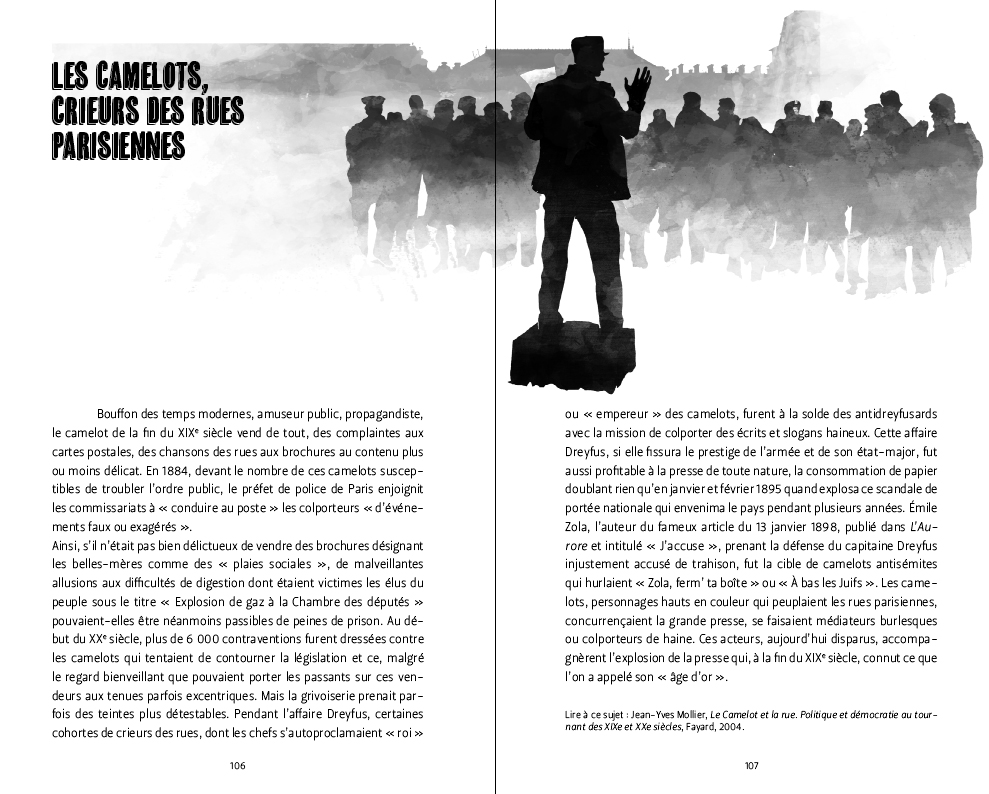 LES CAMELOTS,
CRIEURS DES RUES
PARISIENNES
Bouffon des temps modernes, amuseur public, propagandiste,
le camelot de la fin du XIXe siècle vend de tout, des complaintes aux
cartes postales, des chansons des rues aux brochures au contenu plus
ou moins délicat. En 1884, devant le nombre de ces camelots suscep-
tibles de troubler l'ordre public, le préfet de police de Paris enjoignit
les commissariats à « conduire au poste » les colporteurs « d'événe-
ments faux ou exagérés ».
Ainsi, s'il n'était pas bien délictueux de vendre des brochures désignant
les belles-mères comme des « plaies sociales », de malveillantes
allusions aux difficultés de digestion dont étaient victimes les élus du
peuple sous le titre « Explosion de gaz à la Chambre des députés »
pouvaient-elles être néanmoins passibles de peines de prison. Au dé-
but du XXe siècle, plus de 6 000 contraventions furent dressées contre
les camelots qui tentaient de contourner la législation et ce, malgré
le regard bienveillant que pouvaient porter les passants sur ces ven-
deurs aux tenues parfois excentriques. Mais la grivoiserie prenait par-
fois des teintes plus détestables. Pendant l'affaire Dreyfus, certaines
cohortes de crieurs des rues, dont les chefs s'autoproclamaient « roi »
106
ou « empereur » des camelots, furent à la solde des antidreyfusards
avec la mission de colporter des écrits et slogans haineux. Cette affaire
Dreyfus, si elle fissura le prestige de l'armée et de son état-major, fut
aussi profitable à la presse de toute nature, la consommation de papier
doublant rien qu'en janvier et février 1895 quand explosa ce scandale de
portée nationale qui envenima le pays pendant plusieurs années. Émile
Zola, l'auteur du fameux article du 13 janvier 1898, publié dans L'Au-
rore et intitulé « J'accuse », prenant la défense du capitaine Dreyfus
injustement accusé de trahison, fut la cible de camelots antisémites
qui hurlaient « Zola, ferm' ta boîte » ou « À bas les Juifs ». Les came-
lots, personnages hauts en couleur qui peuplaient les rues parisiennes,
concurrençaient la grande presse, se faisaient médiateurs burlesques
ou colporteurs de haine. Ces acteurs, aujourd'hui disparus, accompa-
gnèrent l'explosion de la presse qui, à la fin du XIXe siècle, connut ce que
l'on a appelé son « âge d'or ».
Lire à ce sujet : Jean-Yves Mollier, Le Camelot et la rue. Politique et démocratie au tour-
nant des XIXe et XXe siècles, Fayard, 2004.
107